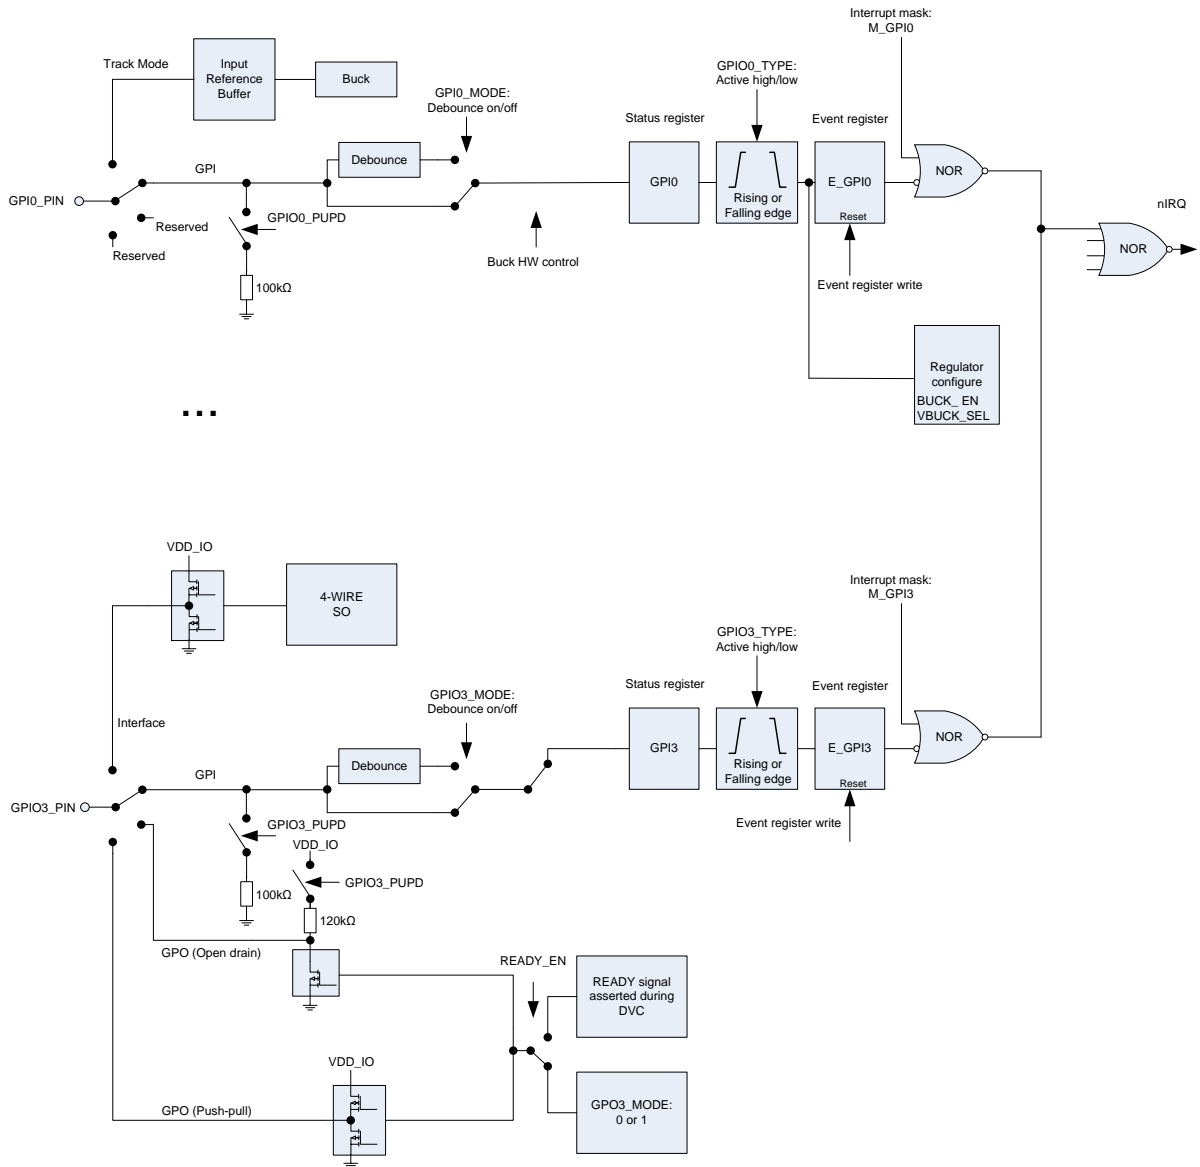 Interrupt mask:
M_GPI0
Track Mode
Input
Reference
Buffer
Buck
GPIO0_TYPE:
Active high/low
GPI0_MODE:
Debounce on/off
Status register
Event register
Debounce
GPI
GPI0
Rising or
Falling edge
E_GPI0
Reset
NOR
GPI0_PIN
Reserved
Reserved
GPIO0_PUPD
100kΩ
Buck HW control
Event register write
nIRQ
NOR
Regulator
configure
BUCK_ EN
VBUCK_SEL
...
VDD_IO
4-WIRE
SO
Interrupt mask:
M_GPI3
GPIO3_TYPE:
Active high/low
Status register
Event register
GPIO3_MODE:
Debounce on/off
Interface
Debounce
GPI
GPI3
Rising or
Falling edge
E_GPI3
Reset
NOR
GPIO3_PIN
Event register write
GPIO3_PUPD
VDD_IO
GPIO3_PUPD
100kΩ
120kΩ
GPO (Open drain)
READY_EN
READY signal
asserted during
DVC
VDD_IO
GPO (Push-pull)
GPO3_MODE:
0 or 1